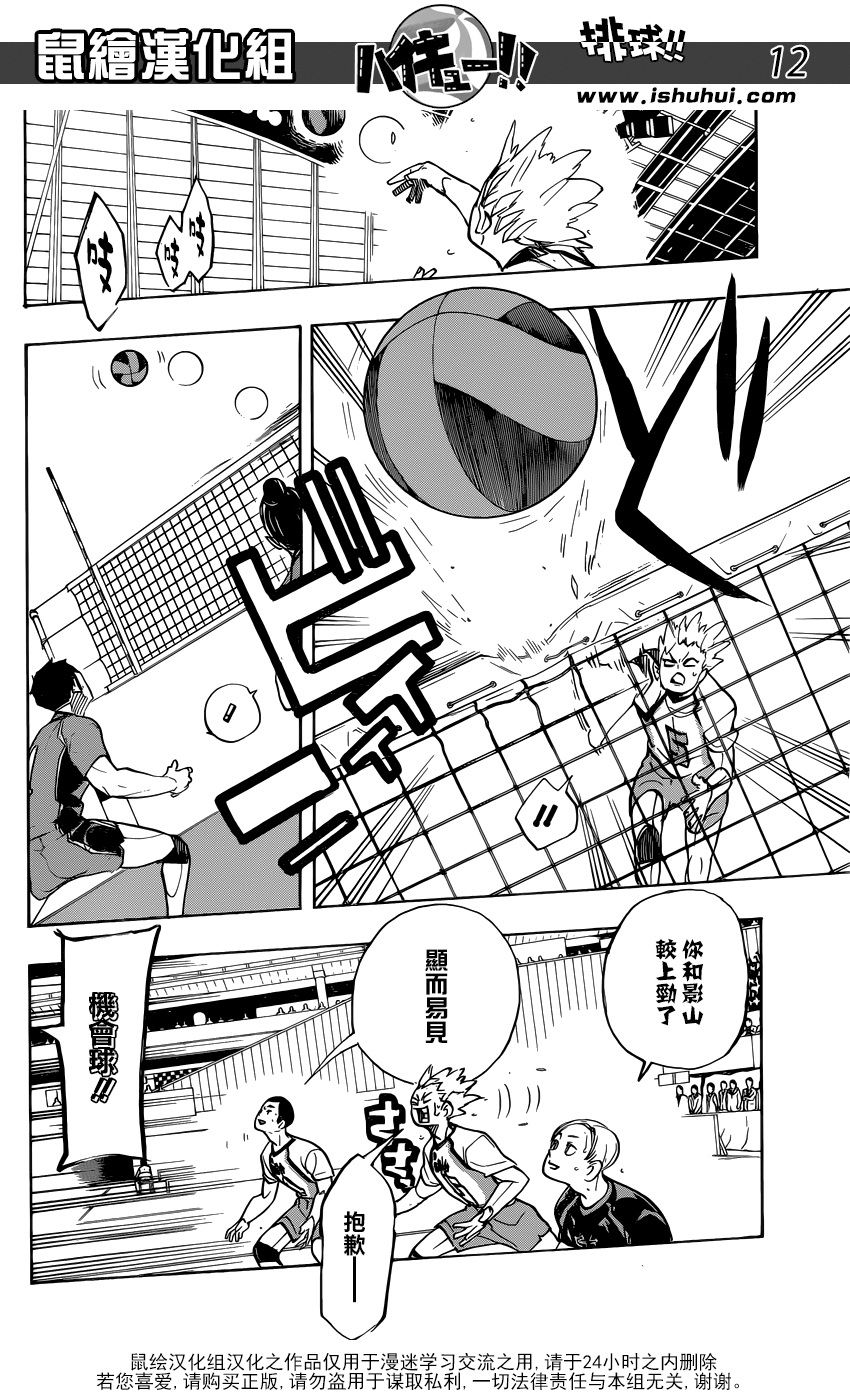 鼠繪漢化組
ハイキュー!!
排球!!
12
www.ishuhui.com
吱
吱
吱
ビィ
ー
你和影山
較上勁了
顯而易見
機會球!!
ささっ
抱歉——
鼠绘汉化组汉化之作品仅用于漫迷学习交流之用,请于24小时之内删除
若您喜爱,请购买正版,请勿盗用于谋取私利,一切法律责任与本组无关,谢谢。